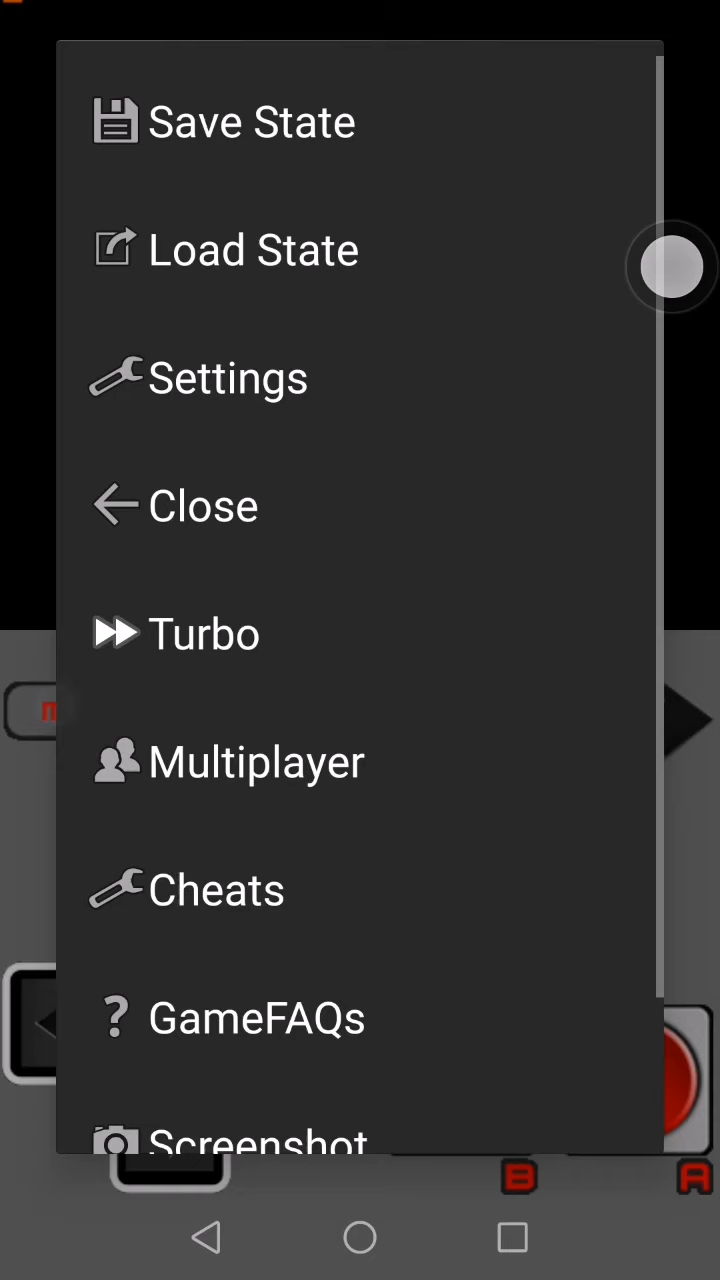 Save State
Load State
Settings
Close
Turbo
Multiplayer
Cheats
GameFAQs
Screenshot
B
A